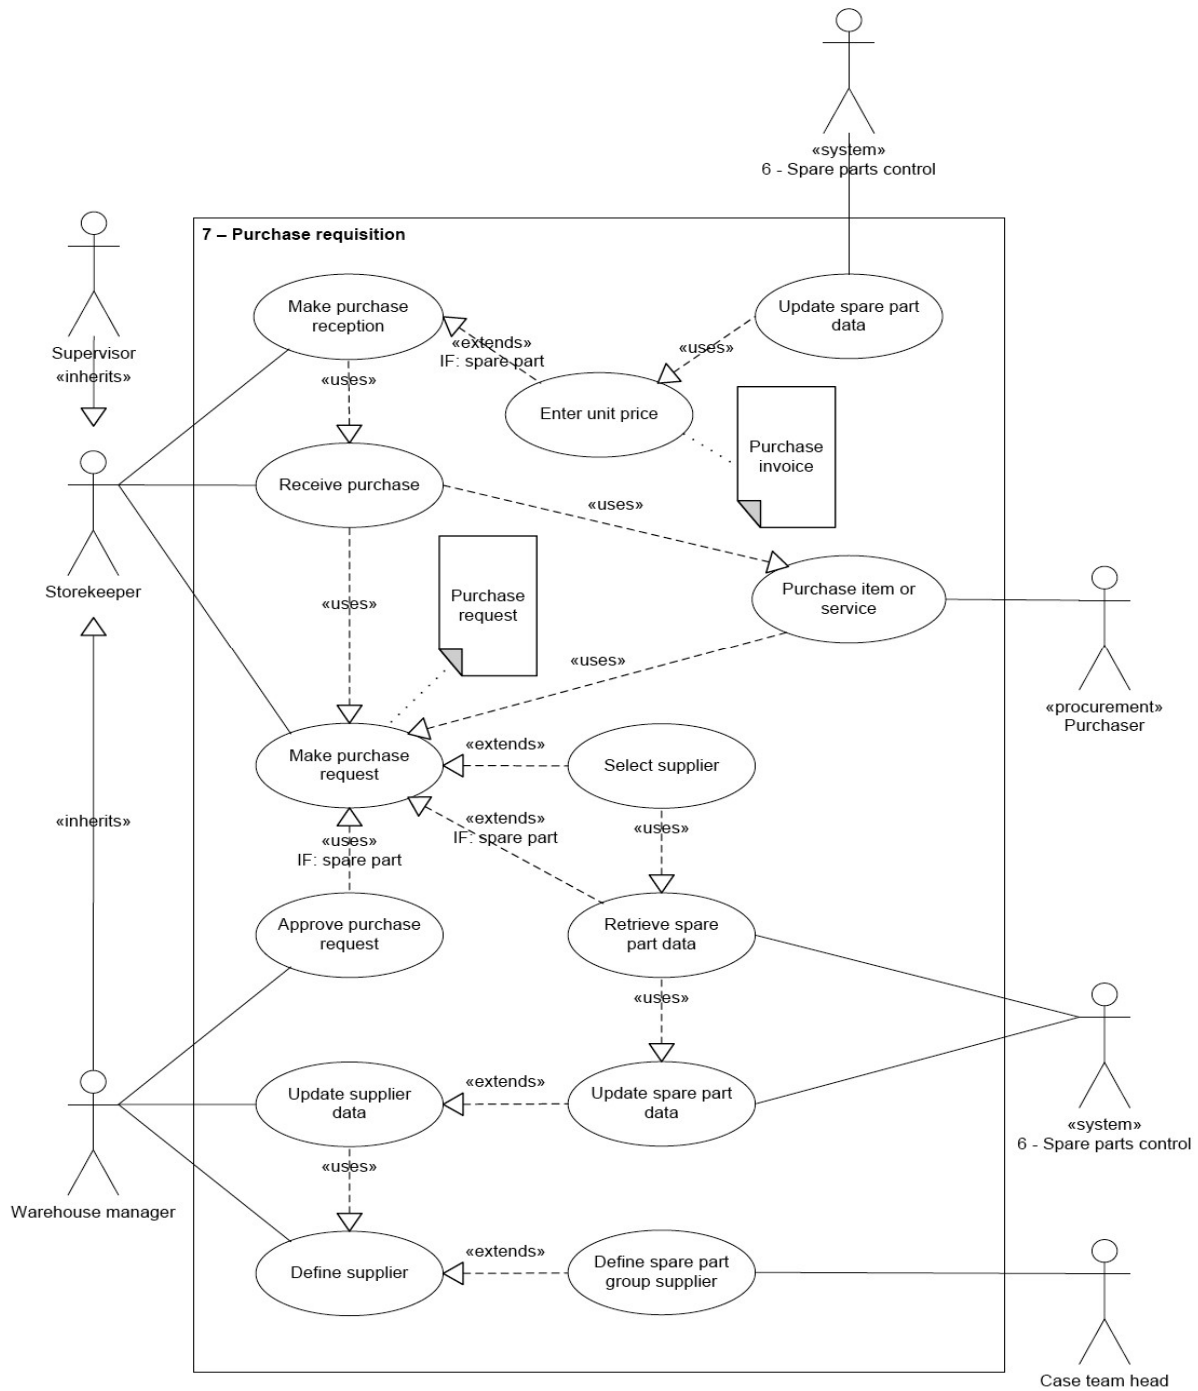 «system»
6 - Spare parts control
7 – Purchase requisition
Make purchase
reception
Update spare part
data
«extends»
IF: spare part
«uses»
Supervisor
«inherits»
«uses»
Enter unit price
Purchase
invoice
Receive purchase
«uses»
Storekeeper
«uses»
Purchase
request
Purchase item or
service
«uses»
«procurement»
Purchaser
Make purchase
request
«extends»
Select supplier
«inherits»
«uses»
IF: spare part
«extends»
IF: spare part
«uses»
Approve purchase
request
Retrieve spare
part data
«uses»
Update supplier
data
«extends»
Update spare part
data
«system»
6 - Spare parts control
«uses»
Warehouse manager
Define supplier
«extends»
Define spare part
group supplier
Case team head